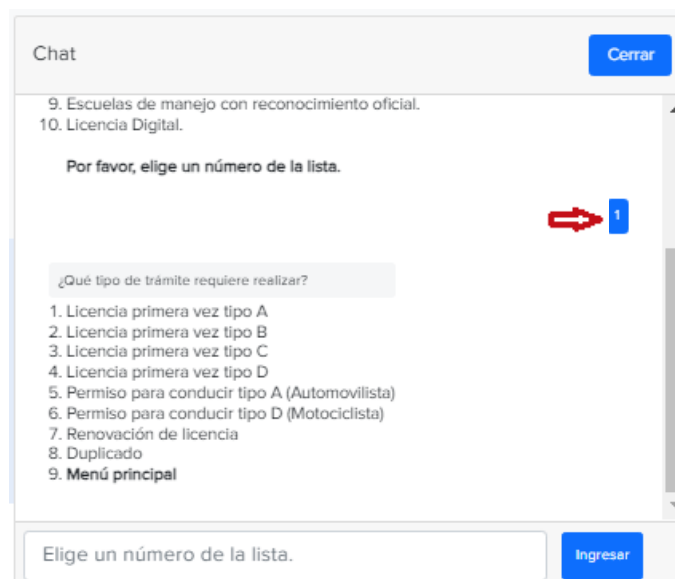 Chat
Cerrar
9. Escuelas de manejo con reconocimiento oficial.
10. Licencia Digital.
Por favor, elige un número de la lista.
1
¿Qué tipo de trámite requiere realizar?
1. Licencia primera vez tipo A
2. Licencia primera vez tipo B
3. Licencia primera vez tipo C
4. Licencia primera vez tipo D
5. Permiso para conducir tipo A (Automovilista)
6. Permiso para conducir tipo D (Motociclista)
7. Renovación de licencia
8. Duplicado
9. Menú principal
Elige un número de la lista.
Ingresar